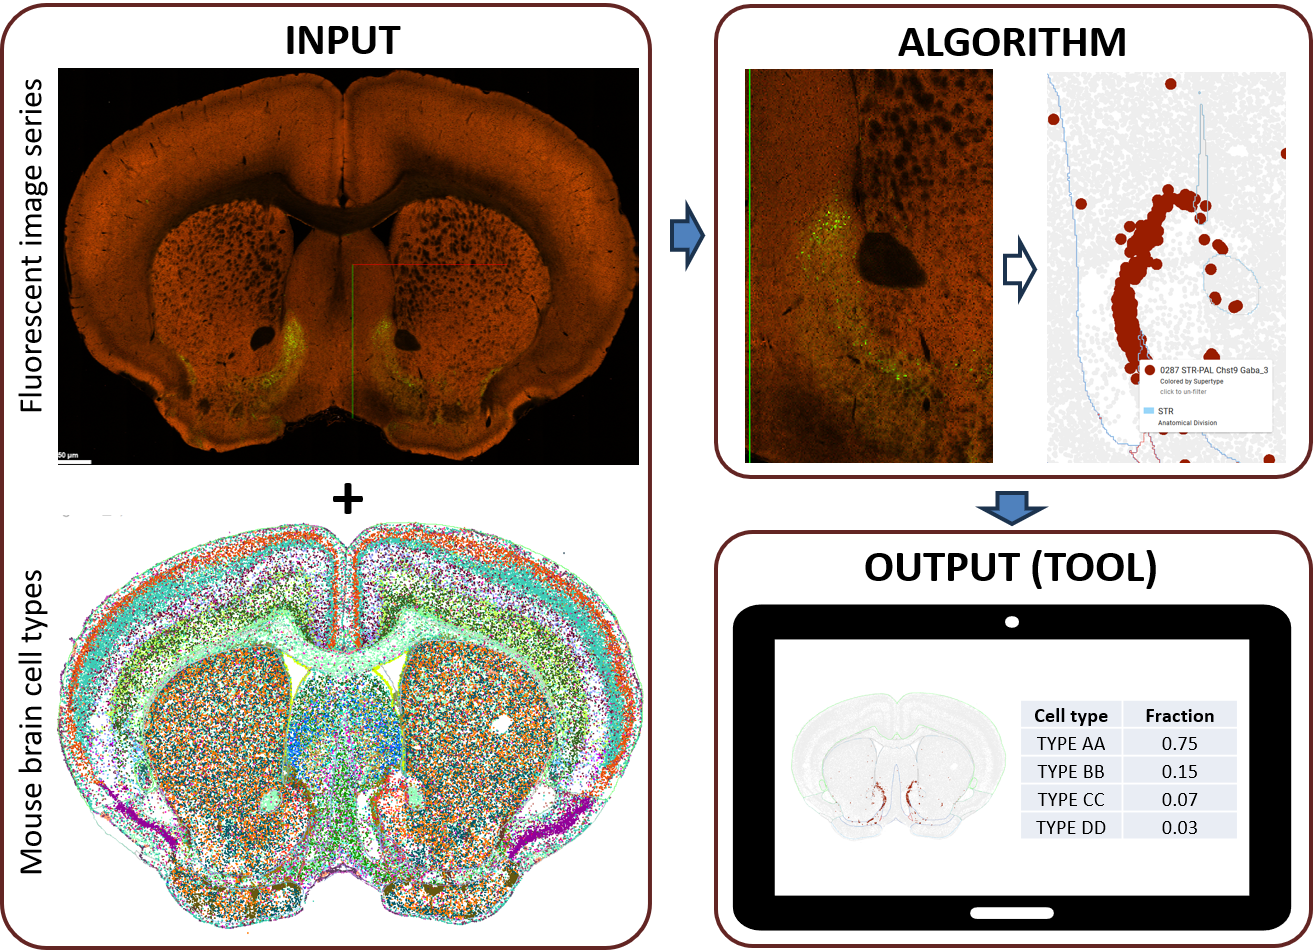 INPUT
Fluorescent image series
50 µm
+
Mouse brain cell types
ALGORITHM
0287 STR-PAL Chst9 Gaba_3
Colored by Supertype
click to un-filter
STR
Anatomical Division
OUTPUT (TOOL)
Cell type Fraction
TYPE AA 0.75
TYPE BB 0.15
TYPE CC 0.07
TYPE DD 0.03